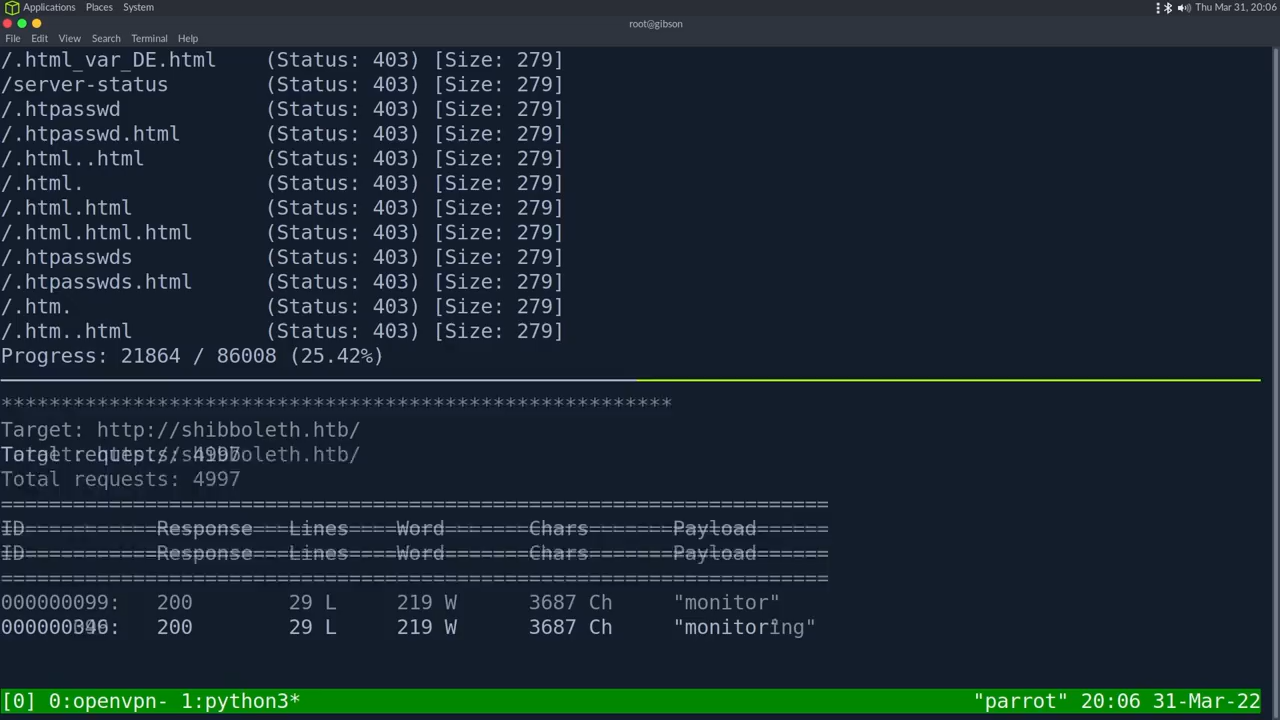 Applications Places System Thu Mar 31, 20:06
root@gibson
File Edit View Search Terminal Help
/.html_var_DE.html (Status: 403) [Size: 279]
/server-status (Status: 403) [Size: 279]
/.htpasswd (Status: 403) [Size: 279]
/.htpasswd.html (Status: 403) [Size: 279]
/.html..html (Status: 403) [Size: 279]
/.html. (Status: 403) [Size: 279]
/.html.html (Status: 403) [Size: 279]
/.html.html.html (Status: 403) [Size: 279]
/.htpasswds (Status: 403) [Size: 279]
/.htpasswds.html (Status: 403) [Size: 279]
/.htm. (Status: 403) [Size: 279]
/.htm..html (Status: 403) [Size: 279]
Progress: 21864 / 86008 (25.42%)
********************************************************
Target: http://shibboleth.htb/
Total requests: 4997
=====================================================================
ID Response Lines Word Chars Payload
ID Response Lines Word Chars Payload
=====================================================================
000000099: 200 29 L 219 W 3687 Ch "monitor"
200 29 L 219 W 3687 Ch "monitoring"
[0] 0:openvpn- 1:python3* "parrot" 20:06 31-Mar-22